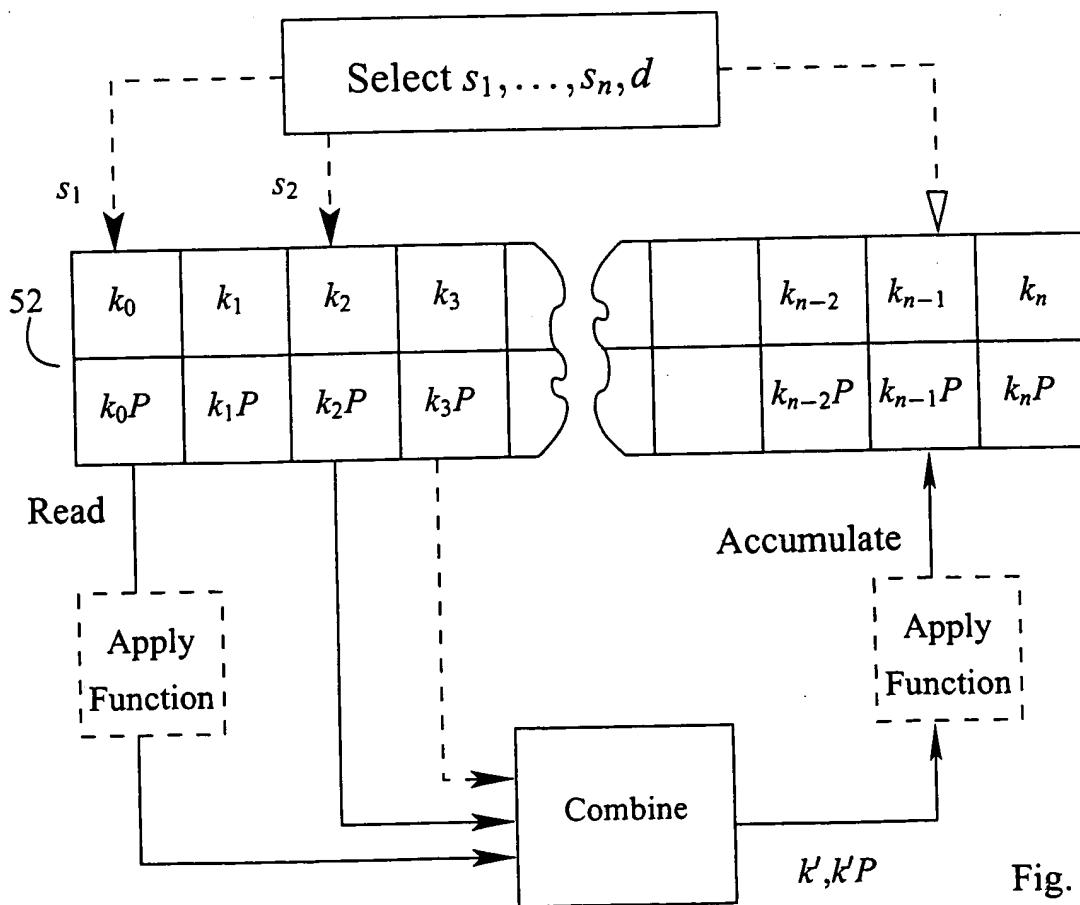 Select s₁,…,sₙ,d
s₁
s₂
52
k₀ k₁ k₂ k₃ kₙ₋₂ kₙ₋₁ kₙ
k₀P k₁P k₂P k₃P kₙ₋₂P kₙ₋₁P kₙP
Read
Accumulate
Apply
Function
Apply
Function
Combine
k′,k′P
Fig.